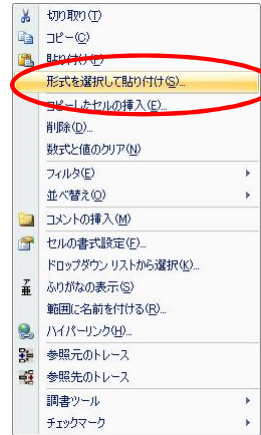 切り取り(T)
コピー(C)
貼り付け(P)
形式を選択して貼り付け(S)...
コピーしたセルの挿入(E)...
削除(D)...
数式と値のクリア(N)
フィルタ(E)
並べ替え(O)
コメントの挿入(M)
セルの書式設定(F)...
ドロップダウン リストから選択(K)...
ふりがなの表示(S)
範囲に名前を付ける(R)...
ハイパーリンク(H)...
参照元のトレース
参照先のトレース
調書ツール
チェックマーク